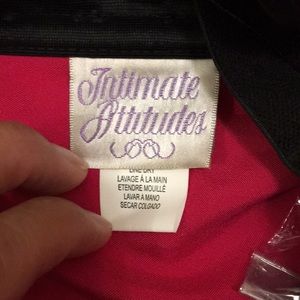 Intimate
Attitudes
LINE DRY
LAVAGE À LA MAIN
ETENDRE MOUILLÉ
LAVAR A MANO
SECAR COLGADO